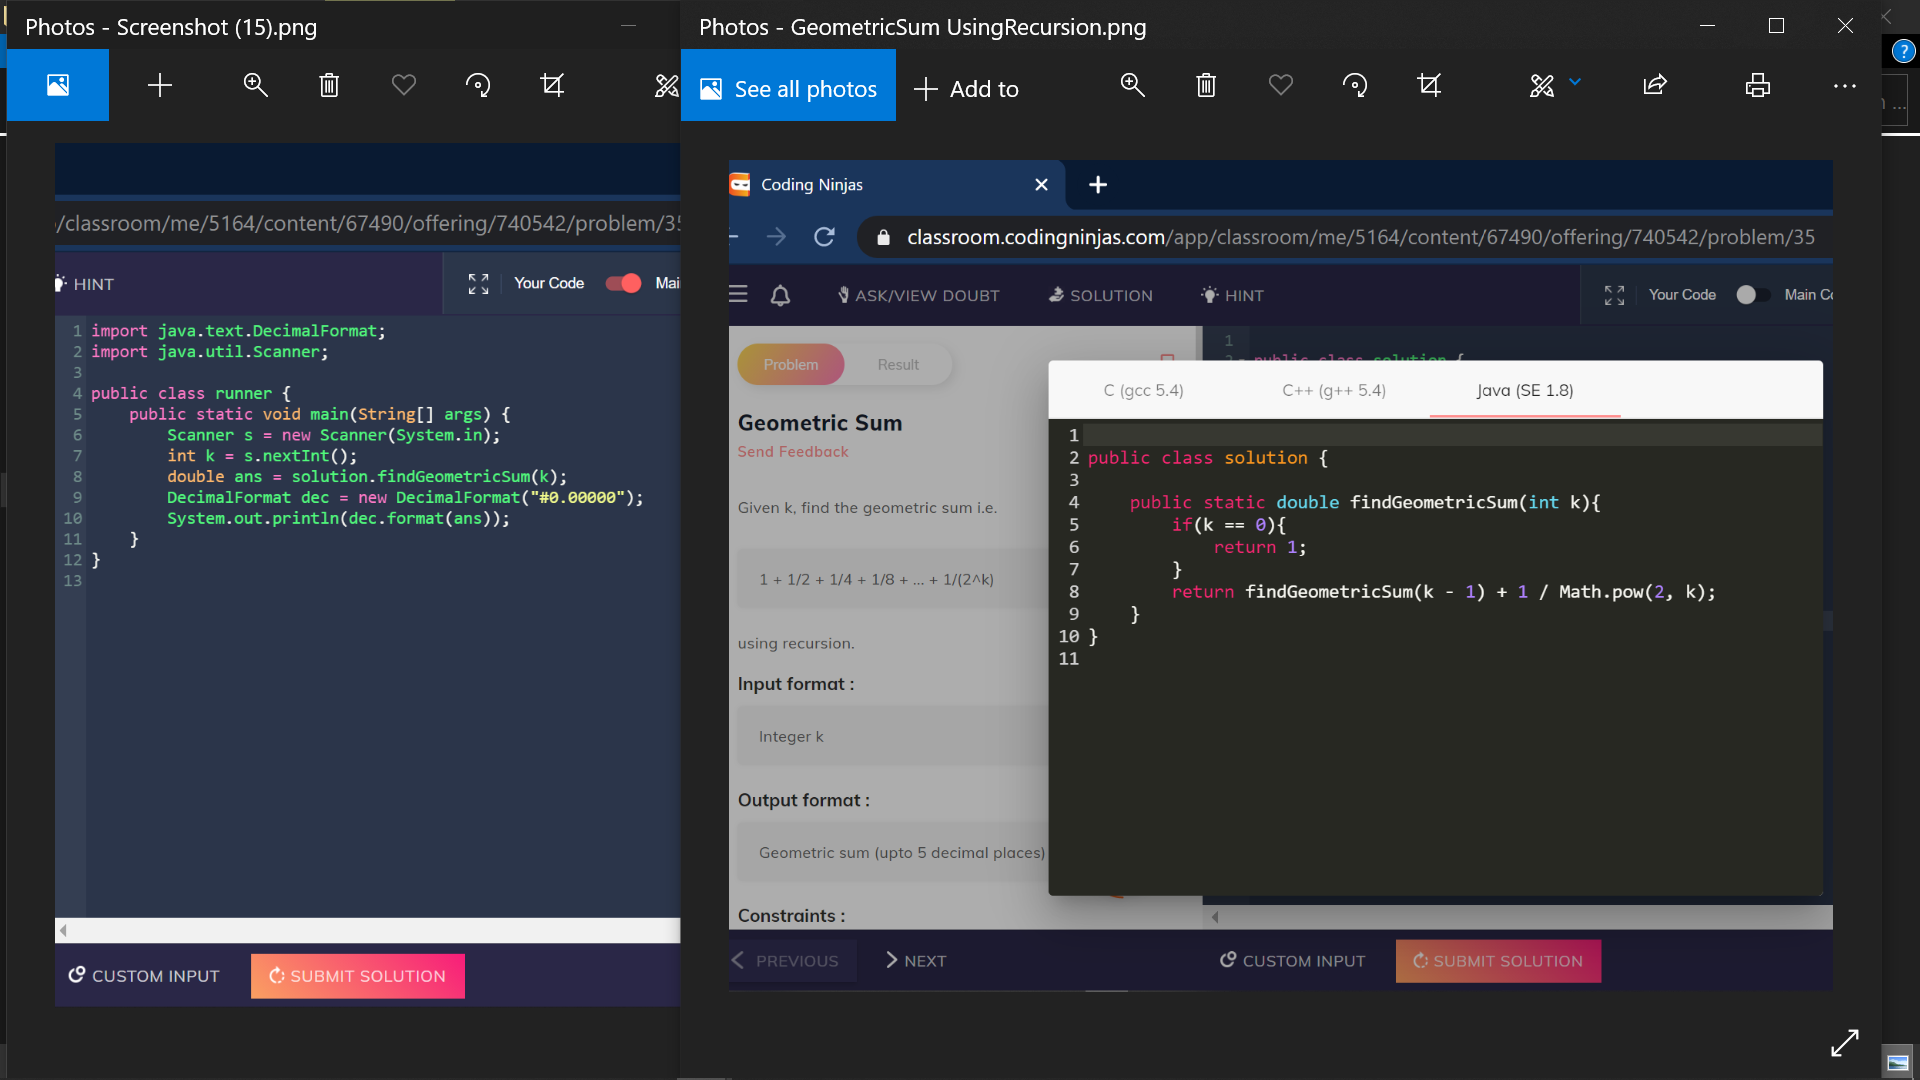 Photos - Screenshot (15).png
/classroom/me/5164/content/67490/offering/740542/problem/35
HINT
Your Code
1 import java.text.DecimalFormat;
2 import java.util.Scanner;
3
4 public class runner {
5     public static void main(String[] args) {
6         Scanner s = new Scanner(System.in);
7         int k = s.nextInt();
8         double ans = solution.findGeometricSum(k);
9         DecimalFormat dec = new DecimalFormat("#0.00000");
10         System.out.println(dec.format(ans));
11     }
12 }
13
CUSTOM INPUT
SUBMIT SOLUTION
Photos - GeometricSum UsingRecursion.png
See all photos
+ Add to
Coding Ninjas
classroom.codingninjas.com/app/classroom/me/5164/content/67490/offering/740542/problem/35
ASK/VIEW DOUBT
SOLUTION
HINT
Your Code
Main
Problem
Result
Geometric Sum
Send Feedback
Given k, find the geometric sum i.e.
1 + 1/2 + 1/4 + 1/8 + ... + 1/(2^k)
using recursion.
Input format :
Integer k
Output format :
Geometric sum (upto 5 decimal places)
Constraints :
1
C (gcc 5.4)
C++ (g++ 5.4)
Java (SE 1.8)
1
2 public class solution {
3
4     public static double findGeometricSum(int k){
5         if(k == 0){
6             return 1;
7         }
8         return findGeometricSum(k - 1) + 1 / Math.pow(2, k);
9     }
10 }
11
PREVIOUS
NEXT
CUSTOM INPUT
SUBMIT SOLUTION